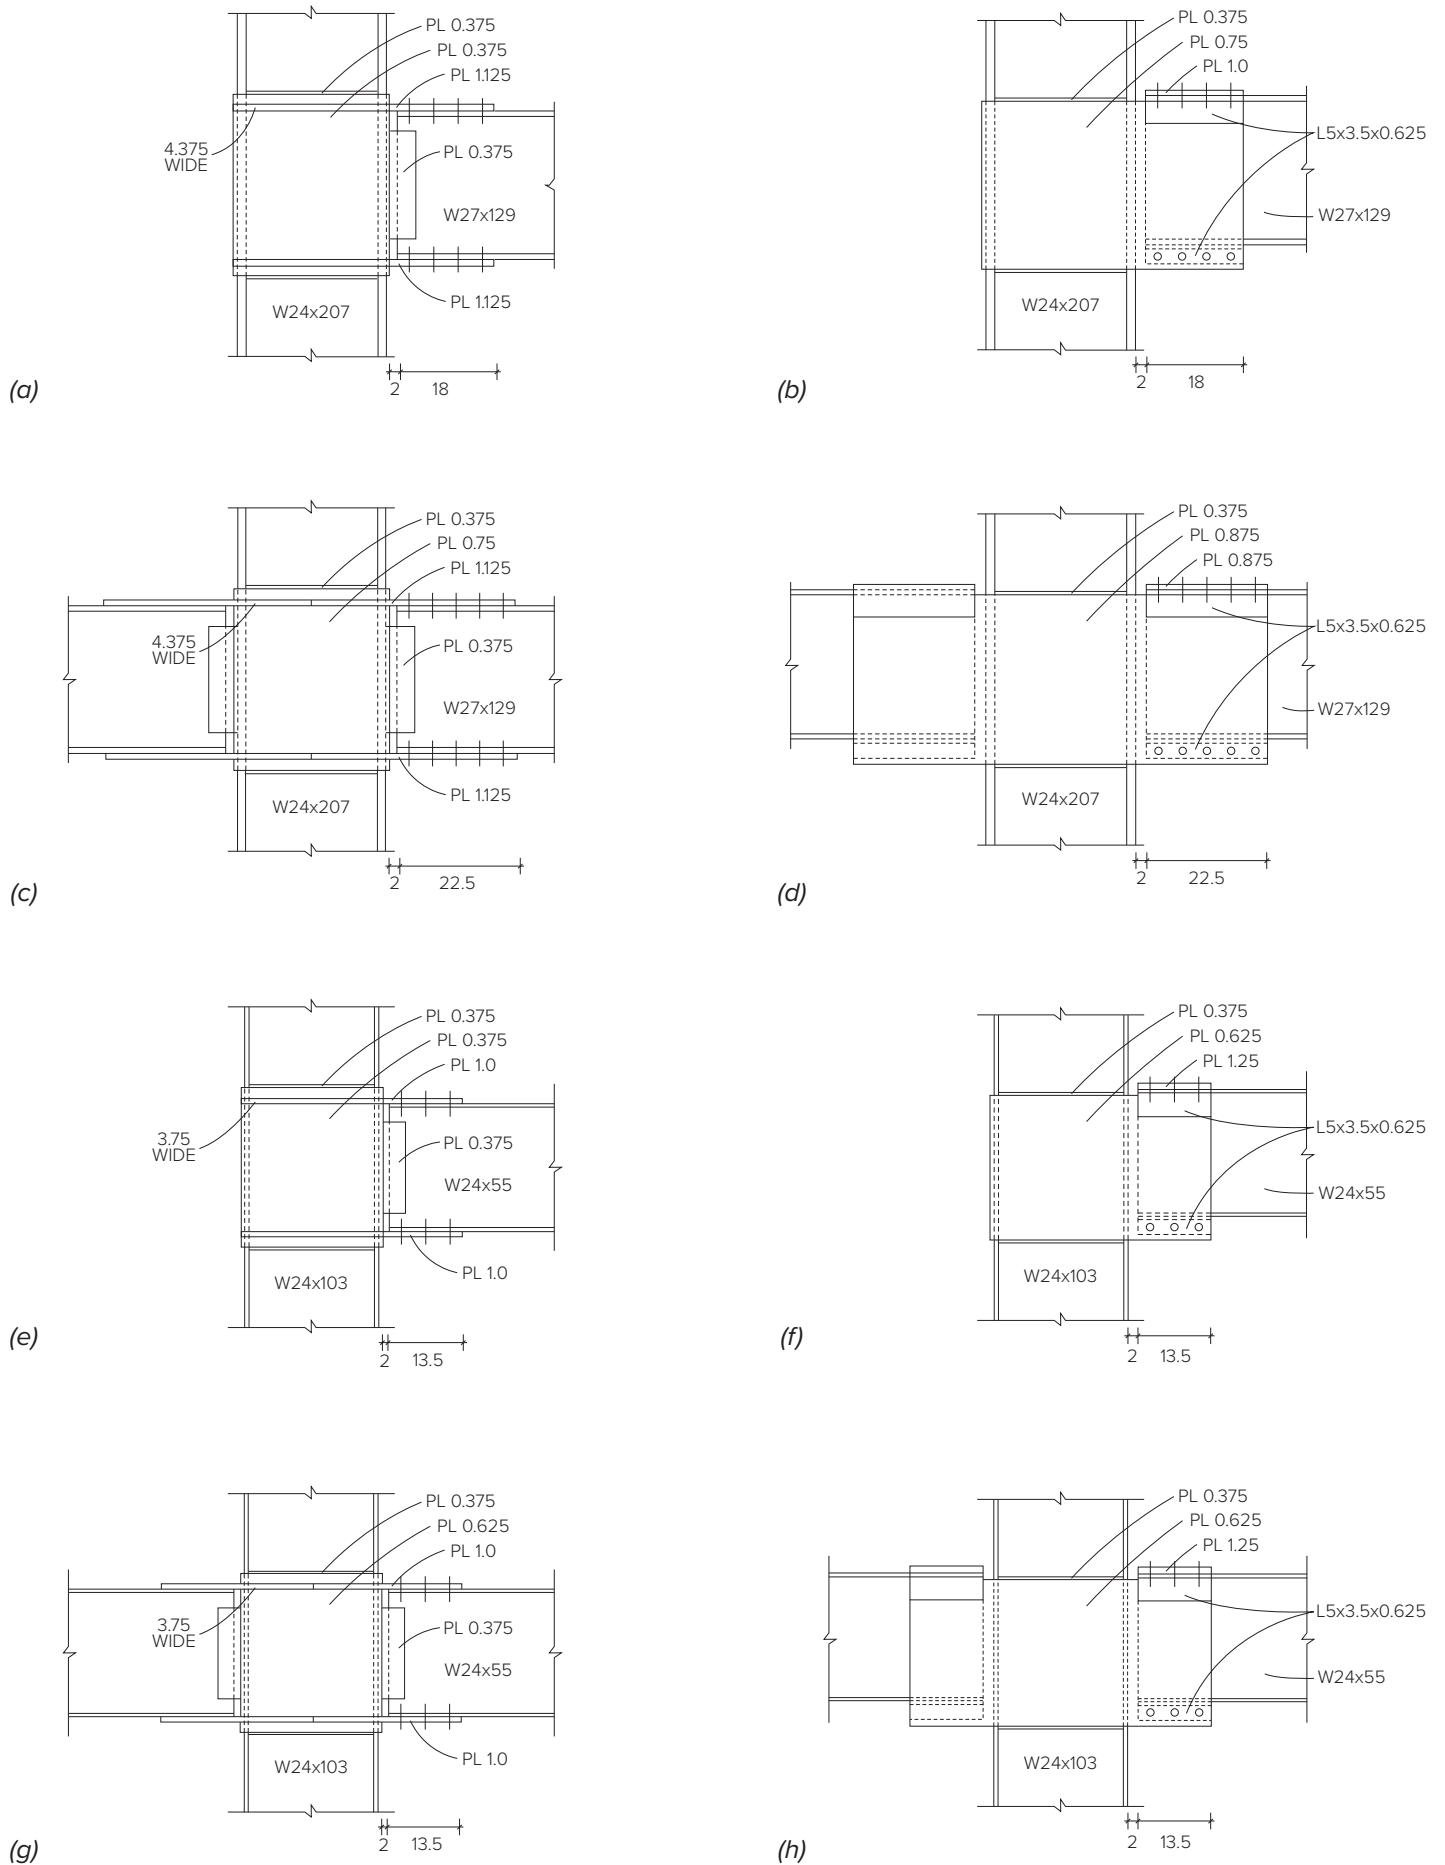 PL 0.375
PL 0.375
PL 1.125
4.375
WIDE
PL 0.375
W27x129
PL 1.125
W24x207
2
18
(a)
PL 0.375
PL 0.75
PL 1.0
L5x3.5x0.625
W27x129
W24x207
2
18
(b)
PL 0.375
PL 0.75
PL 1.125
4.375
WIDE
PL 0.375
W27x129
PL 1.125
W24x207
2
22.5
(c)
PL 0.375
PL 0.875
PL 0.875
L5x3.5x0.625
W27x129
W24x207
2
22.5
(d)
PL 0.375
PL 0.375
PL 1.0
3.75
WIDE
PL 0.375
W24x55
PL 1.0
W24x103
2
13.5
(e)
PL 0.375
PL 0.625
PL 1.25
L5x3.5x0.625
W24x55
W24x103
2
13.5
(f)
PL 0.375
PL 0.625
PL 1.0
3.75
WIDE
PL 0.375
W24x55
PL 1.0
W24x103
2
13.5
(g)
PL 0.375
PL 0.625
PL 1.25
L5x3.5x0.625
W24x55
W24x103
2
13.5
(h)